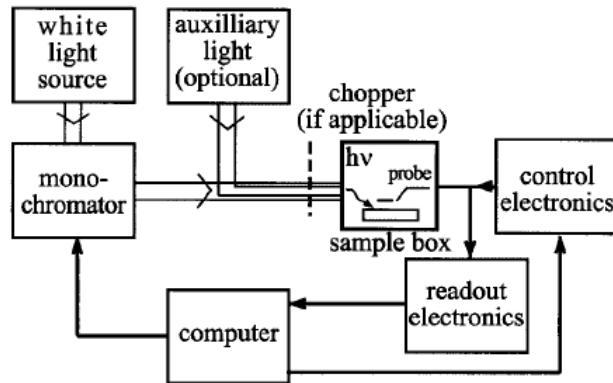 white
light
source
auxilliary
light
(optional)
chopper
(if applicable)
mono-
chromator
hν
probe
sample box
control
electronics
readout
electronics
computer